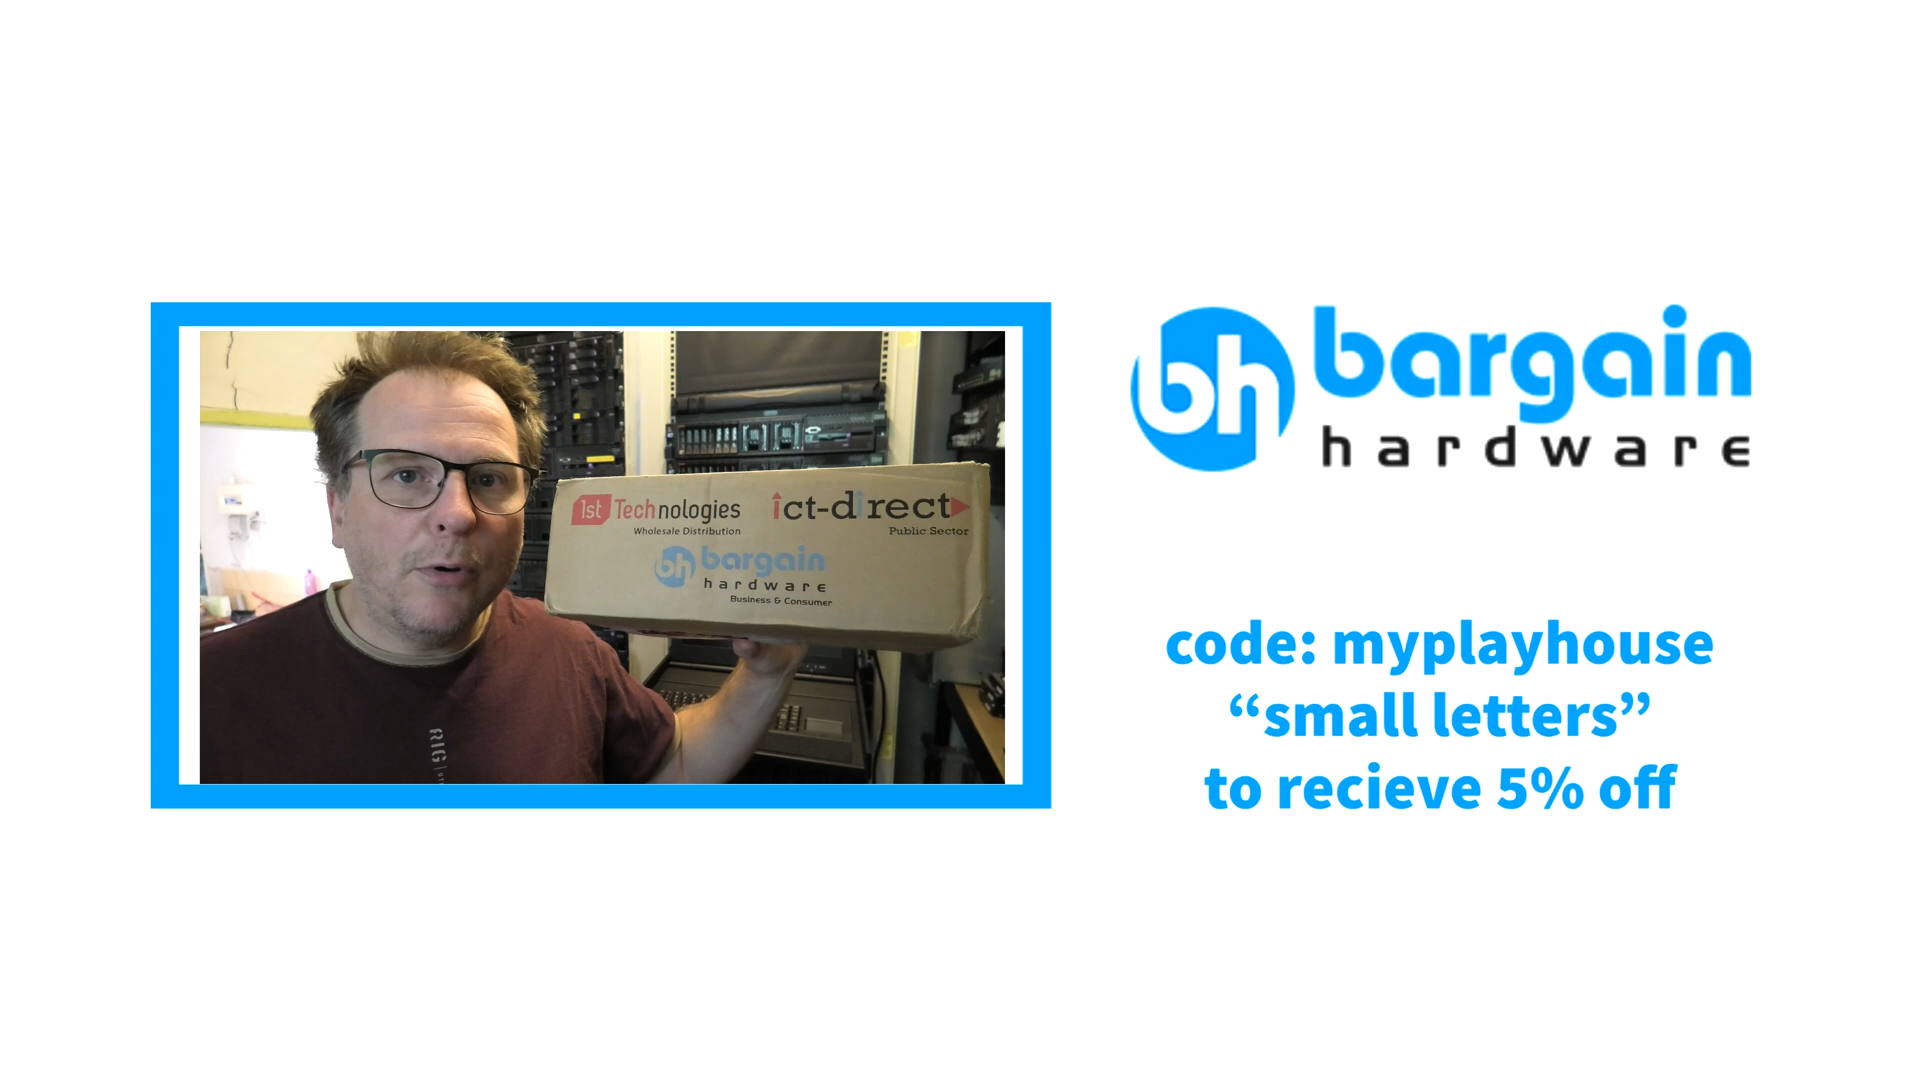 1st Technologies
Wholesale Distribution
ict-direct
Public Sector
bh bargain
hardware
Business & Consumer
RIG
bh bargain
hardware
code: myplayhouse
“small letters”
to recieve 5% off